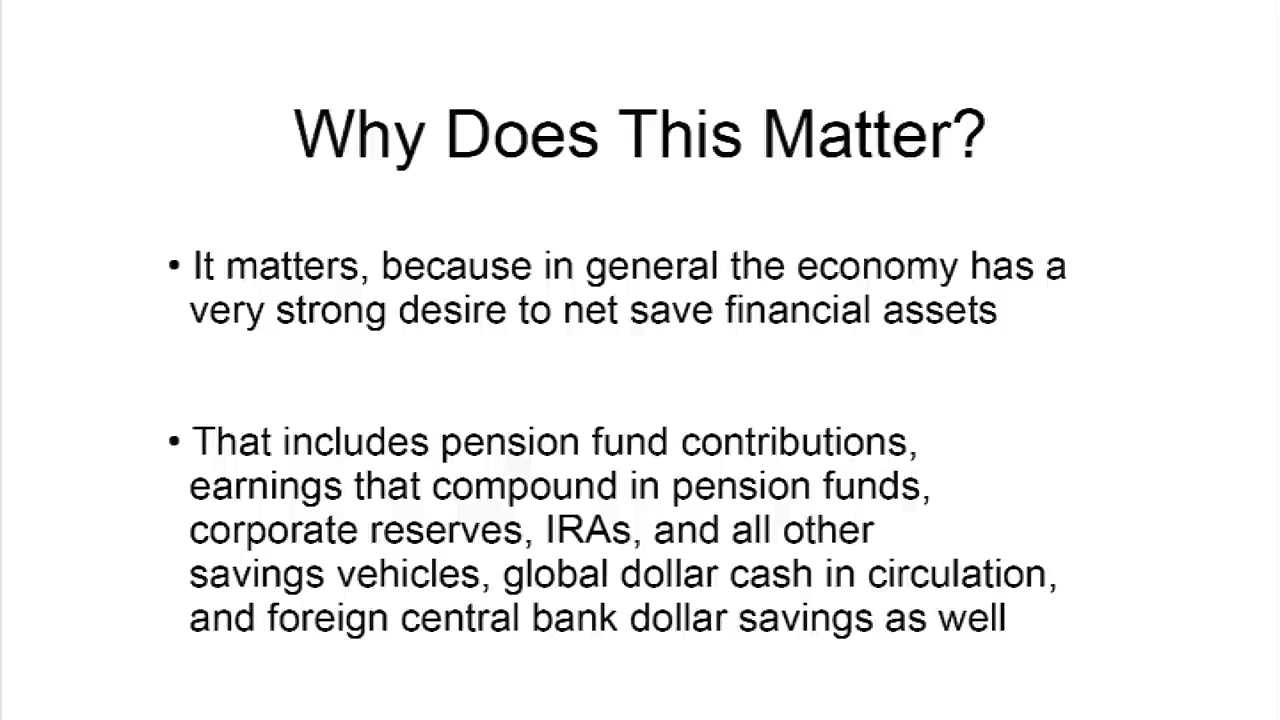 Why Does This Matter?
• It matters, because in general the economy has a
very strong desire to net save financial assets
• That includes pension fund contributions,
earnings that compound in pension funds,
corporate reserves, IRAs, and all other
savings vehicles, global dollar cash in circulation,
and foreign central bank dollar savings as well